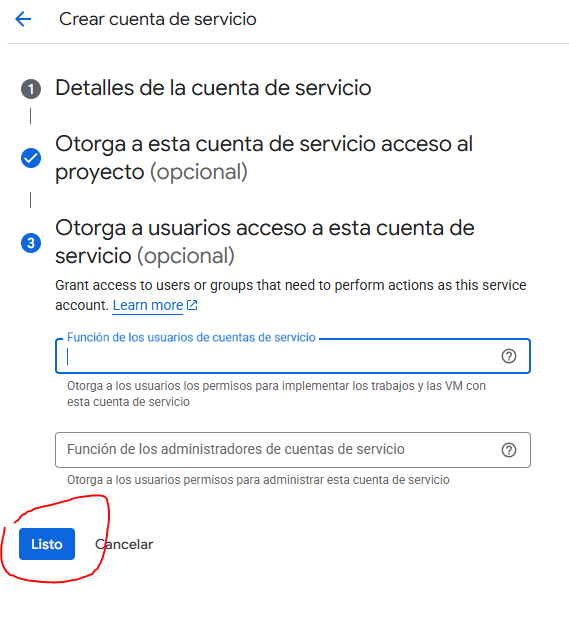 Crear cuenta de servicio
1 Detalles de la cuenta de servicio
Otorga a esta cuenta de servicio acceso al
proyecto (opcional)
3 Otorga a usuarios acceso a esta cuenta de
servicio (opcional)
Grant access to users or groups that need to perform actions as this service
account. Learn more
Función de los usuarios de cuentas de servicio
Otorga a los usuarios los permisos para implementar los trabajos y las VM con
esta cuenta de servicio
Función de los administradores de cuentas de servicio
Otorga a los usuarios permisos para administrar esta cuenta de servicio
Listo Cancelar